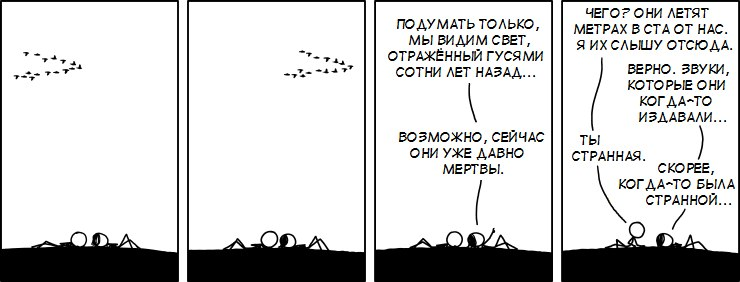 ПОДУМАТЬ ТОЛЬКО,
МЫ ВИДИМ СВЕТ,
ОТРАЖЁННЫЙ ГУСЯМИ
СОТНИ ЛЕТ НАЗАД...
ВОЗМОЖНО, СЕЙЧАС
ОНИ УЖЕ ДАВНО
МЕРТВЫ.
ЧЕГО? ОНИ ЛЕТЯТ
МЕТРАХ В СТА ОТ НАС.
Я ИХ СЛЫШУ ОТСЮДА.
ВЕРНО. ЗВУКИ,
КОТОРЫЕ ОНИ
КОГДА-ТО
ИЗДАВАЛИ...
ТЫ
СТРАННАЯ.
СКОРЕЕ,
КОГДА-ТО БЫЛА
СТРАННОЙ...